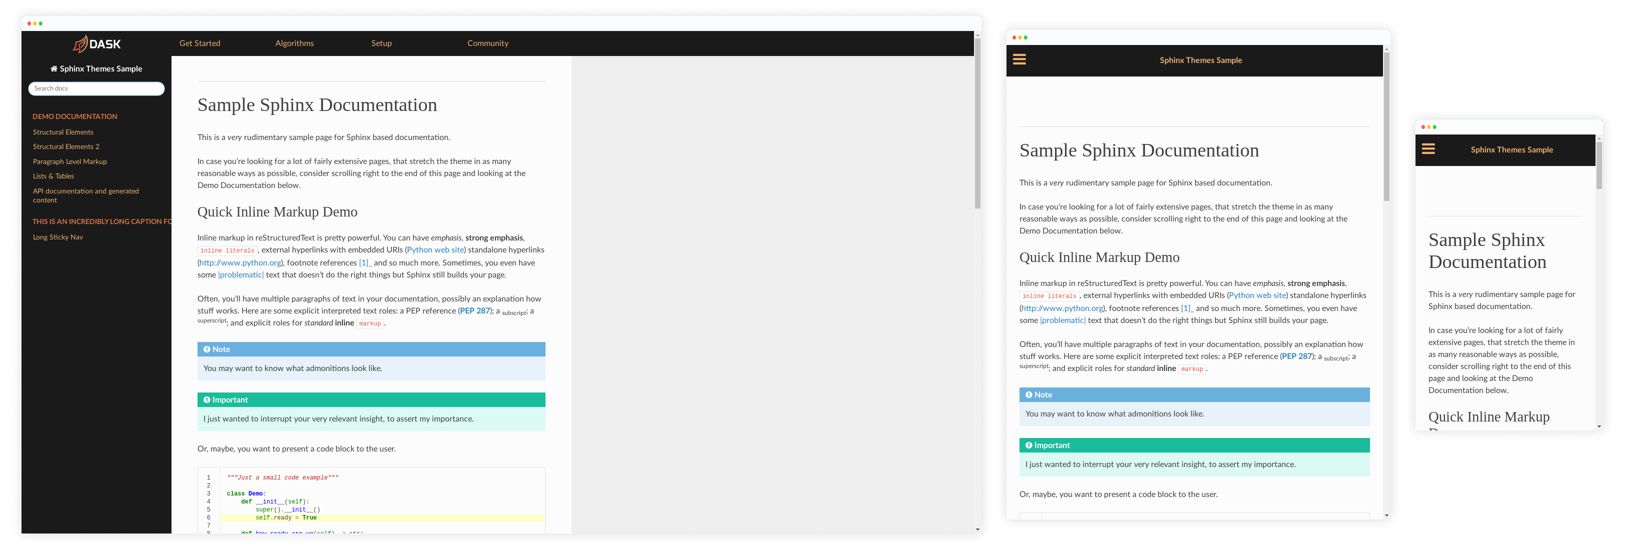 DASK
Get Started
Algorithms
Setup
Community
Sphinx Themes Sample
Search docs
DEMO DOCUMENTATION
Structural Elements
Structural Elements 2
Paragraph Level Markup
Lists & Tables
API documentation and generated
content
THIS IS AN INCREDIBLY LONG CAPTION FO
Long Sticky Nav
Sample Sphinx Documentation
This is a very rudimentary sample page for Sphinx based documentation.
In case you're looking for a lot of fairly extensive pages, that stretch the theme in as many
reasonable ways as possible, consider scrolling right to the end of this page and looking at the
Demo Documentation below.
Quick Inline Markup Demo
Inline markup in reStructuredText is pretty powerful. You can have emphasis, strong emphasis,
inline literals, external hyperlinks with embedded URIs (Python web site) standalone hyperlinks
(http://www.python.org), footnote references [1]_ and so much more. Sometimes, you even have
some |problematic| text that doesn't do the right things but Sphinx still builds your page.
Often, you'll have multiple paragraphs of text in your documentation, possibly an explanation how
stuff works. Here are some explicit interpreted text roles: a PEP reference (PEP 287); a subscript; a
superscript; and explicit roles for standard inline markup.
Note
You may want to know what admonitions look like.
Important
I just wanted to interrupt your very relevant insight, to assert my importance.
Or, maybe, you want to present a code block to the user.
1 """Just a small code example"""
2
3 class Demo:
4 def __init__(self):
5 super().__init__()
6 self.ready = True
7
Sphinx Themes Sample
Sample Sphinx Documentation
This is a very rudimentary sample page for Sphinx based documentation.
In case you're looking for a lot of fairly extensive pages, that stretch the theme in as many
reasonable ways as possible, consider scrolling right to the end of this page and looking at the
Demo Documentation below.
Quick Inline Markup Demo
Inline markup in reStructuredText is pretty powerful. You can have emphasis, strong emphasis,
inline literals, external hyperlinks with embedded URIs (Python web site) standalone hyperlinks
(http://www.python.org), footnote references [1]_ and so much more. Sometimes, you even have
some |problematic| text that doesn't do the right things but Sphinx still builds your page.
Often, you'll have multiple paragraphs of text in your documentation, possibly an explanation how
stuff works. Here are some explicit interpreted text roles: a PEP reference (PEP 287); a subscript; a
superscript; and explicit roles for standard inline markup.
Note
You may want to know what admonitions look like.
Important
I just wanted to interrupt your very relevant insight, to assert my importance.
Or, maybe, you want to present a code block to the user.
Sphinx Themes Sample
Sample Sphinx
Documentation
This is a very rudimentary sample page for
Sphinx based documentation.
In case you're looking for a lot of fairly
extensive pages, that stretch the theme in
as many reasonable ways as possible,
consider scrolling right to the end of this
page and looking at the Demo
Documentation below.
Quick Inline Markup